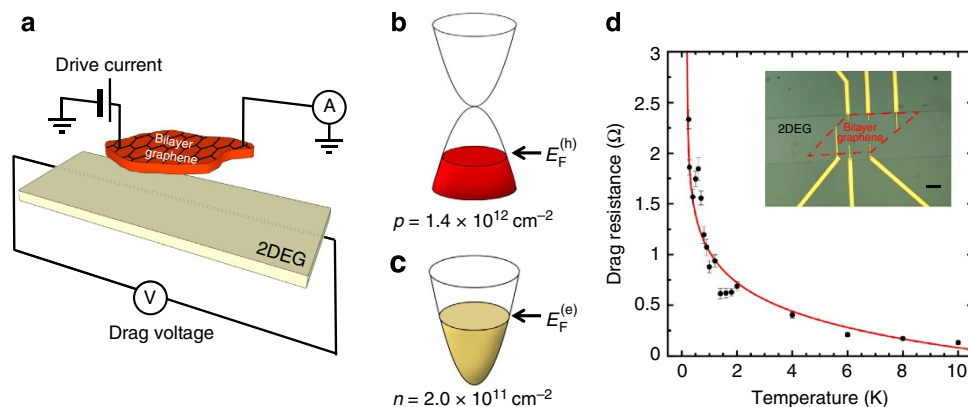 a
Drive current
A
Bilayer
graphene
2DEG
V
Drag voltage
b
E_F^(h)
p = 1.4 × 10^12 cm^−2
c
E_F^(e)
n = 2.0 × 10^11 cm^−2
d
3
2.5
2
1.5
1
0.5
0
Drag resistance (Ω)
2DEG
Bilayer
graphene
0 2 4 6 8 10
Temperature (K)